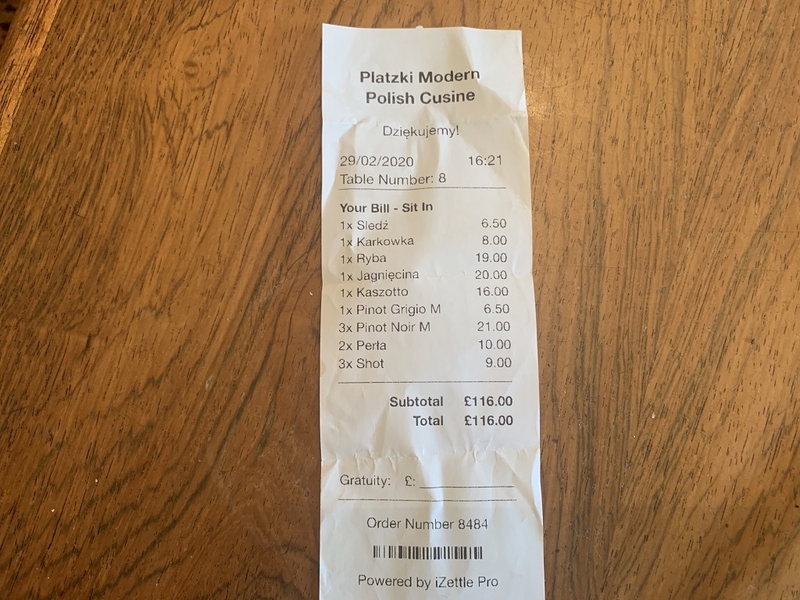 Platzki Modern
Polish Cusine
Dziękujemy!
29/02/2020 16:21
Table Number: 8
Your Bill - Sit In
1x Śledź 6.50
1x Karkowka 8.00
1x Ryba 19.00
1x Jagnięcina 20.00
1x Kaszotto 16.00
1x Pinot Grigio M 6.50
3x Pinot Noir M 21.00
2x Perła 10.00
3x Shot 9.00
Subtotal £116.00
Total £116.00
Gratuity: £:
Order Number 8484
Powered by iZettle Pro